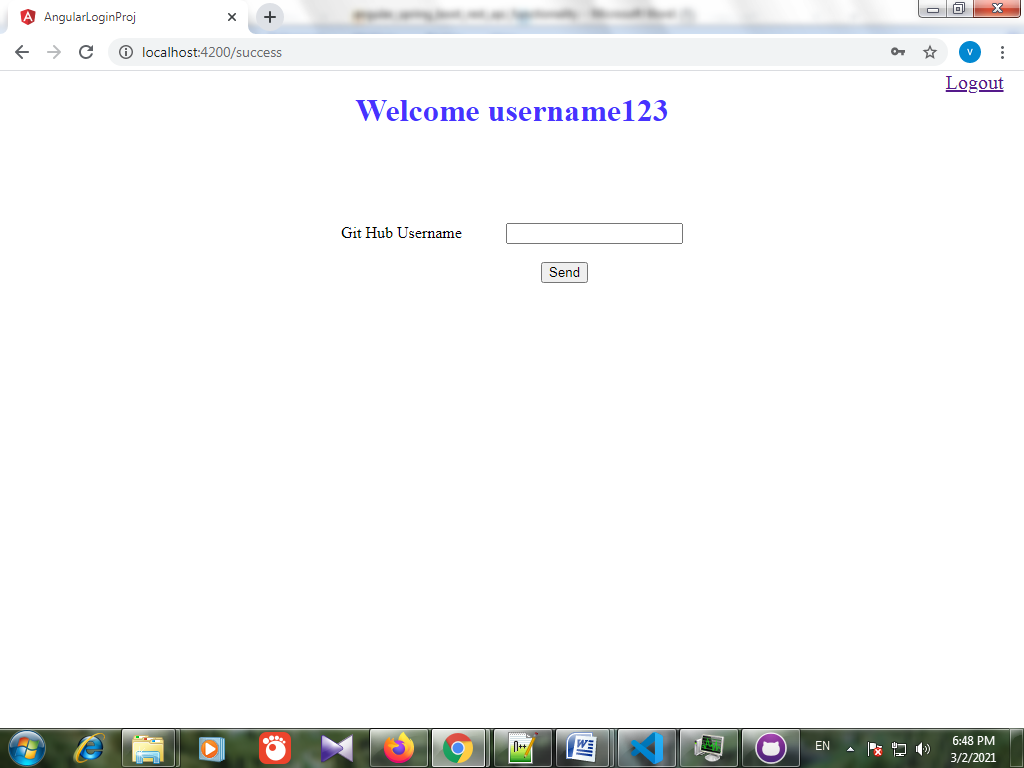 AngularLoginProj
localhost:4200/success
V
Logout
Welcome username123
Git Hub Username
Send
EN
6:48 PM
3/2/2021